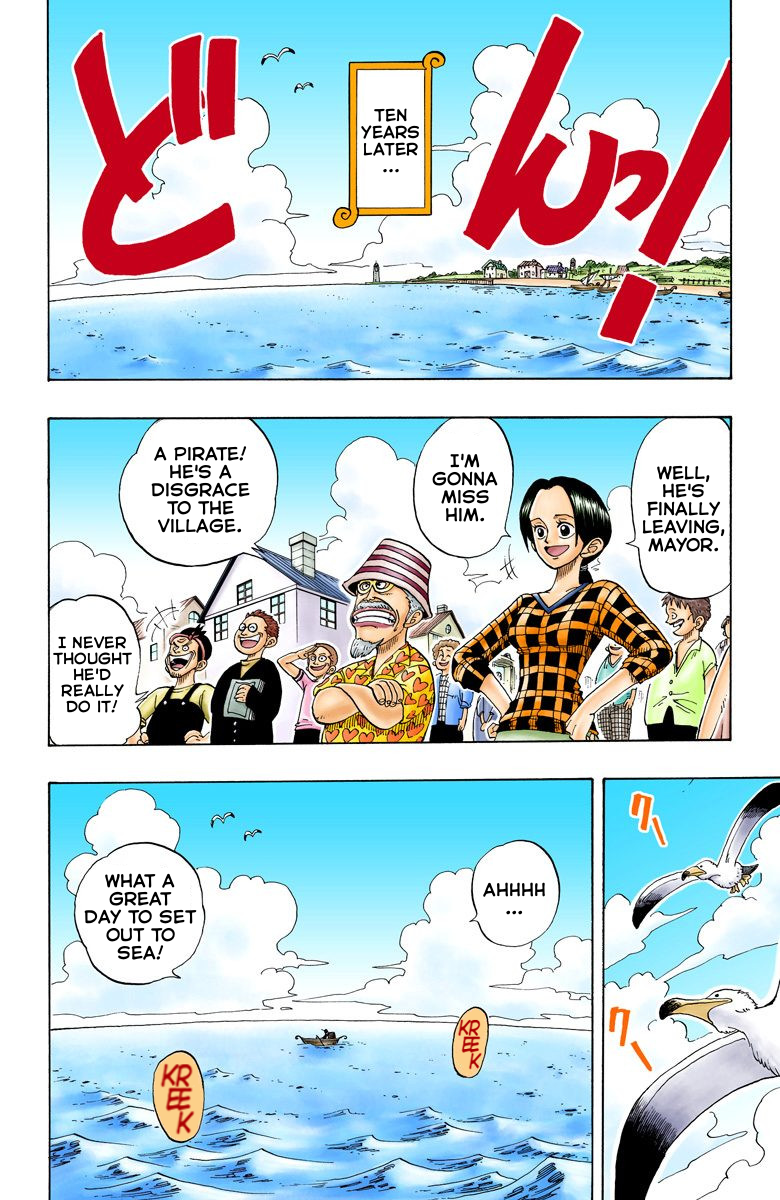 どんっ!
TEN
YEARS
LATER
...
WELL,
HE'S
FINALLY
LEAVING,
MAYOR.
I'M
GONNA
MISS
HIM.
A PIRATE!
HE'S A
DISGRACE
TO THE
VILLAGE.
I NEVER
THOUGHT
HE'D
REALLY
DO IT!
クー
クー
AHHHH
...
WHAT A
GREAT
DAY TO SET
OUT TO
SEA!
KREEK
KREEK